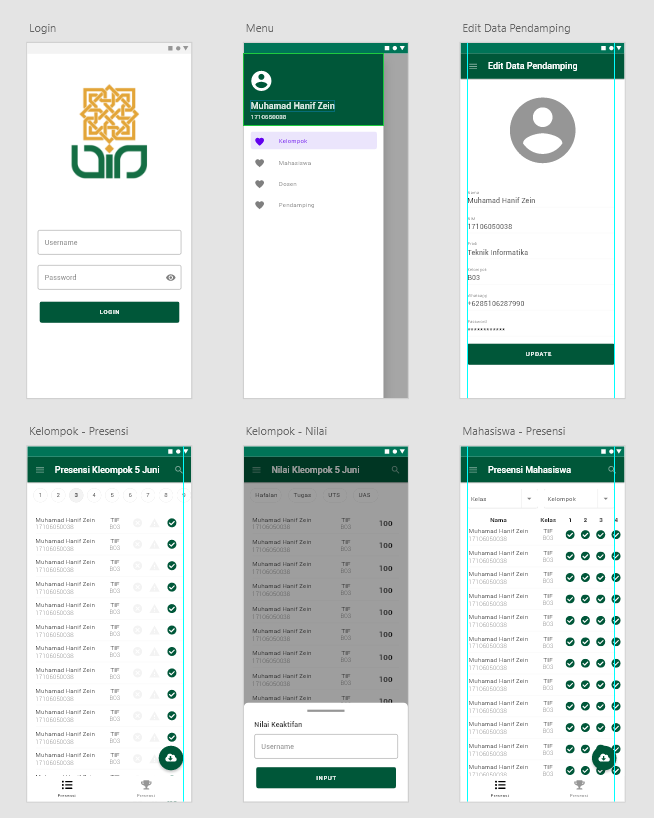 Login
Username
Password
LOGIN
Menu
Muhamad Hanif Zein
17106050038
Kelompok
Mahasiswa
Dosen
Pendamping
Edit Data Pendamping
Edit Data Pendamping
Nama
Muhamad Hanif Zein
NIM
17106050038
Prodi
Teknik Informatika
Kelompok
B03
Whatsapp
+6285106287990
Password
************
UPDATE
Kelompok - Presensi
Presensi Kleompok 5 Juni
1 2 3 4 5 6 7 8 9
Muhamad Hanif Zein TIF
17106050038 B03
Muhamad Hanif Zein TIF
17106050038 B03
Muhamad Hanif Zein TIF
17106050038 B03
Muhamad Hanif Zein TIF
17106050038 B03
Muhamad Hanif Zein TIF
17106050038 B03
Muhamad Hanif Zein TIF
17106050038 B03
Muhamad Hanif Zein TIF
17106050038 B03
Muhamad Hanif Zein TIF
17106050038 B03
Muhamad Hanif Zein TIF
17106050038 B03
Muhamad Hanif Zein TIF
17106050038 B03
Muhamad Hanif Zein TIF
17106050038 B03
Muhamad Hanif Zein TIF
17106050038 B03
Presensi Presensi
Kelompok - Nilai
Nilai Kleompok 5 Juni
Hafalan Tugas UTS UAS
Muhamad Hanif Zein TIF 100
17106050038 B03
Muhamad Hanif Zein TIF 100
17106050038 B03
Muhamad Hanif Zein TIF 100
17106050038 B03
Muhamad Hanif Zein TIF 100
17106050038 B03
Muhamad Hanif Zein TIF 100
17106050038 B03
Muhamad Hanif Zein TIF 100
17106050038 B03
Muhamad Hanif Zein TIF 100
17106050038 B03
Muhamad Hanif Zein TIF 100
17106050038 B03
Muhamad Hanif Zein TIF 100
Nilai Keaktifan
Username
INPUT
Mahasiswa - Presensi
Presensi Mahasiswa
Kelas Kelompok
Nama Kelas 1 2 3 4
Muhamad Hanif Zein TIF
17106050038 B03
Muhamad Hanif Zein TIF
17106050038 B03
Muhamad Hanif Zein TIF
17106050038 B03
Muhamad Hanif Zein TIF
17106050038 B03
Muhamad Hanif Zein TIF
17106050038 B03
Muhamad Hanif Zein TIF
17106050038 B03
Muhamad Hanif Zein TIF
17106050038 B03
Muhamad Hanif Zein TIF
17106050038 B03
Muhamad Hanif Zein TIF
17106050038 B03
Muhamad Hanif Zein TIF
17106050038 B03
Muhamad Hanif Zein TIF
17106050038 B03
Muhamad Hanif Zein TIF
17106050038 B03
Presensi Presensi